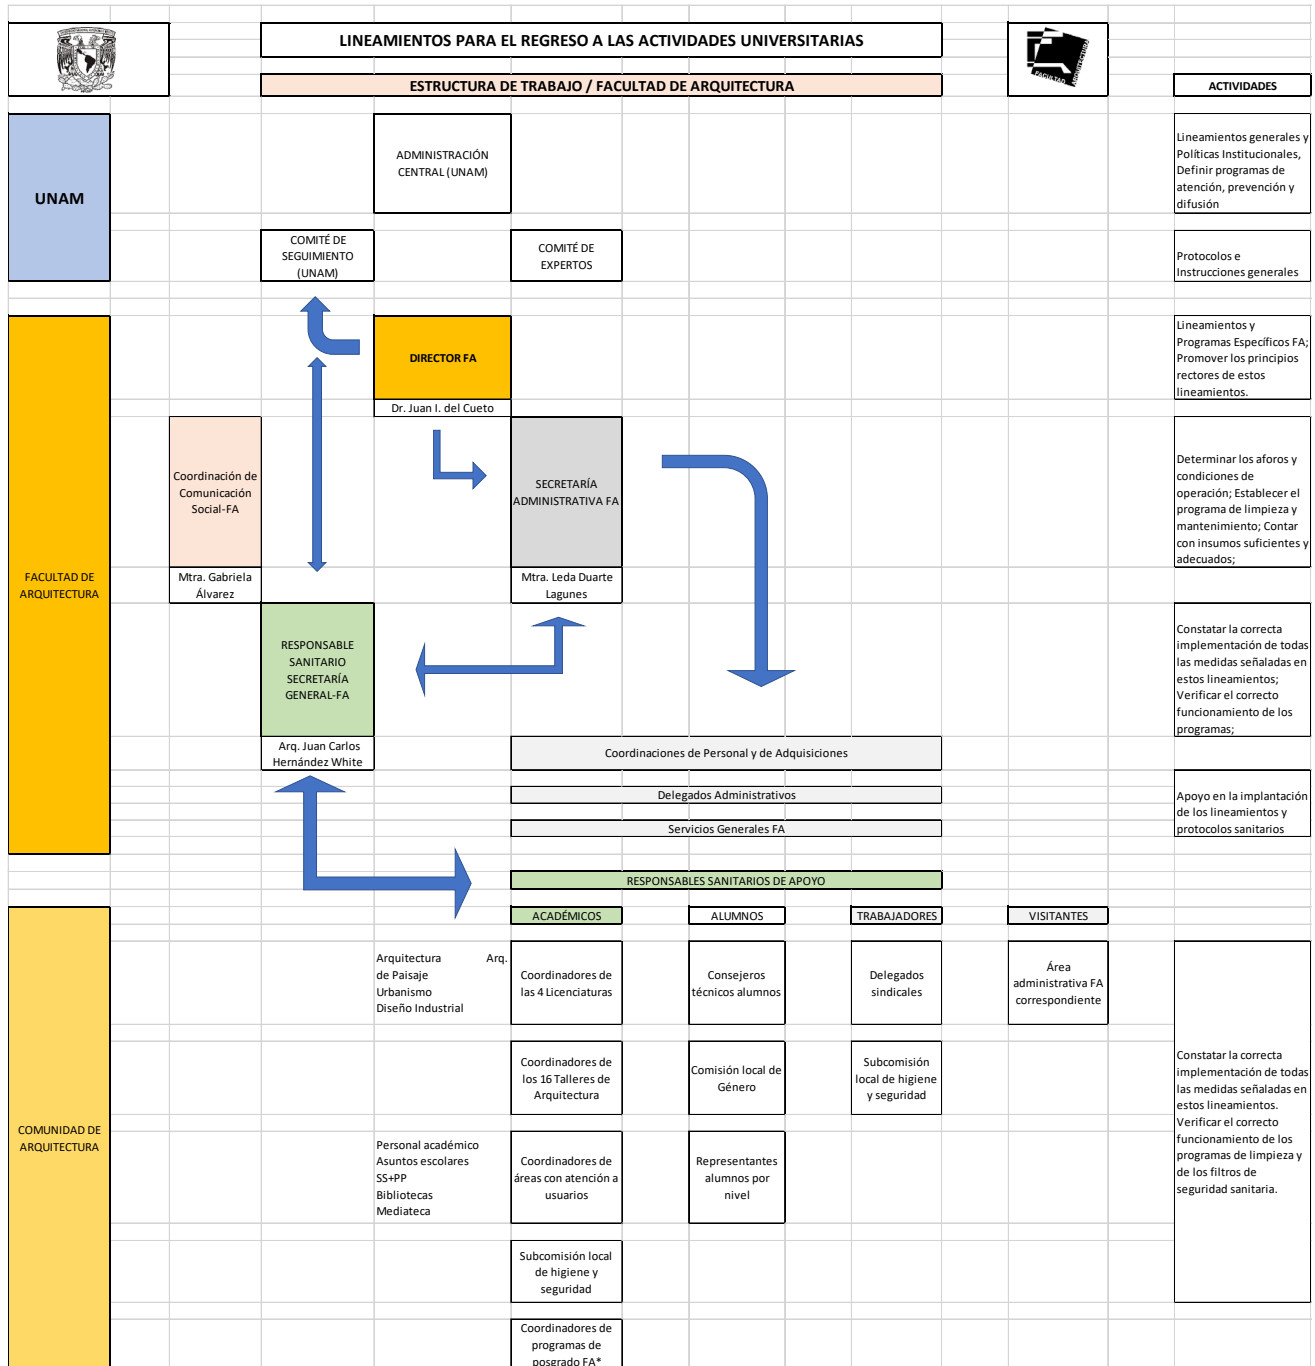 LINEAMIENTOS PARA EL REGRESO A LAS ACTIVIDADES UNIVERSITARIAS
FACULTAD
ARQUITECTURA
ESTRUCTURA DE TRABAJO / FACULTAD DE ARQUITECTURA
ACTIVIDADES
UNAM
ADMINISTRACIÓN
CENTRAL (UNAM)
Lineamientos generales y
Políticas Institucionales,
Definir programas de
atención, prevención y
difusión
COMITÉ DE
SEGUIMIENTO
(UNAM)
COMITÉ DE
EXPERTOS
Protocolos e
Instrucciones generales
FACULTAD DE
ARQUITECTURA
DIRECTOR FA
Dr. Juan I. del Cueto
Lineamientos y
Programas Específicos FA;
Promover los principios
rectores de estos
lineamientos.
Coordinación de
Comunicación
Social-FA
Mtra. Gabriela
Álvarez
SECRETARÍA
ADMINISTRATIVA FA
Mtra. Leda Duarte
Lagunes
Determinar los aforos y
condiciones de
operación; Establecer el
programa de limpieza y
mantenimiento; Contar
con insumos suficientes y
adecuados;
RESPONSABLE
SANITARIO
SECRETARÍA
GENERAL-FA
Arq. Juan Carlos
Hernández White
Constatar la correcta
implementación de todas
las medidas señaladas en
estos lineamientos;
Verificar el correcto
funcionamiento de los
programas;
Coordinaciones de Personal y de Adquisiciones
Delegados Administrativos
Servicios Generales FA
Apoyo en la implantación
de los lineamientos y
protocolos sanitarios
RESPONSABLES SANITARIOS DE APOYO
COMUNIDAD DE
ARQUITECTURA
ACADÉMICOS
ALUMNOS
TRABAJADORES
VISITANTES
Arquitectura Arq.
de Paisaje
Urbanismo
Diseño Industrial
Coordinadores de
las 4 Licenciaturas
Consejeros
técnicos alumnos
Delegados
sindicales
Área
administrativa FA
correspondiente
Coordinadores de
los 16 Talleres de
Arquitectura
Comisión local de
Género
Subcomisión
local de higiene
y seguridad
Constatar la correcta
implementación de todas
las medidas señaladas en
estos lineamientos.
Verificar el correcto
funcionamiento de los
programas de limpieza y
de los filtros de
seguridad sanitaria.
Personal académico
Asuntos escolares
SS+PP
Bibliotecas
Mediateca
Coordinadores de
áreas con atención a
usuarios
Representantes
alumnos por
nivel
Subcomisión local
de higiene y
seguridad
Coordinadores de
programas de
posgrado FA*